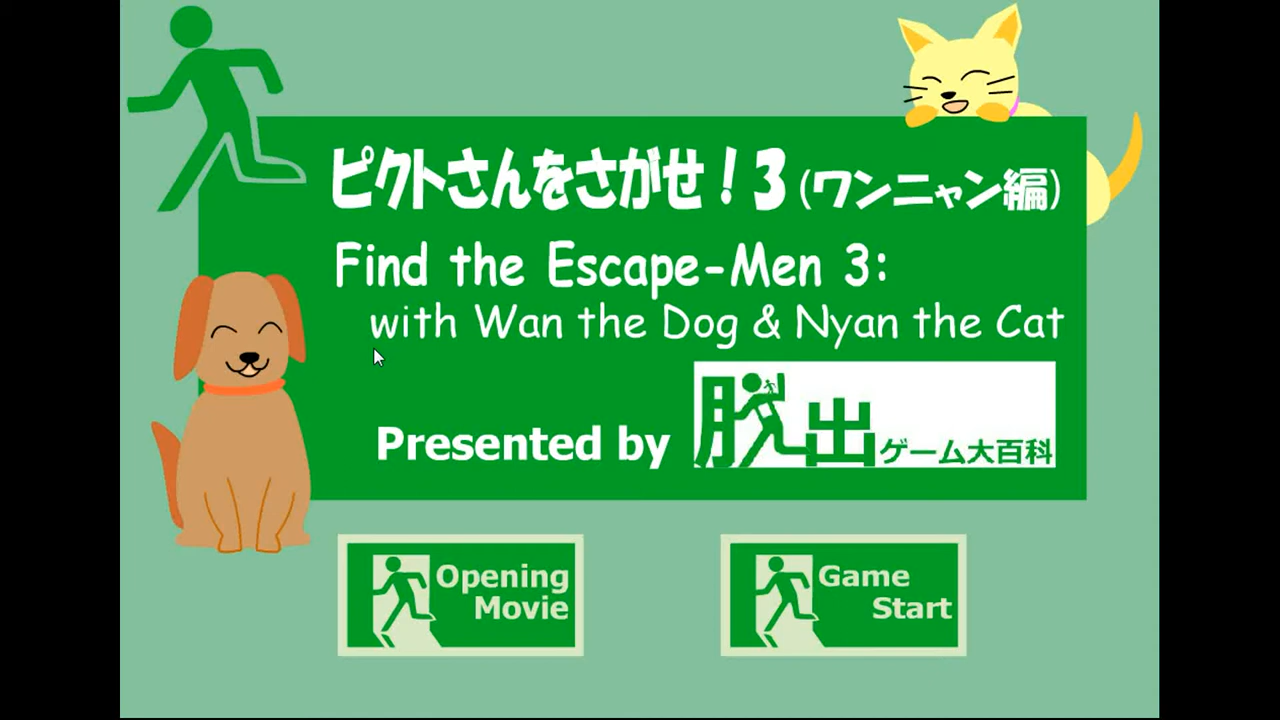 ピクトさんをさがせ！3 (ワンニャン編)
Find the Escape-Men 3:
with Wan the Dog & Nyan the Cat
Presented by 脱出ゲーム大百科
Opening
Movie
Game
Start